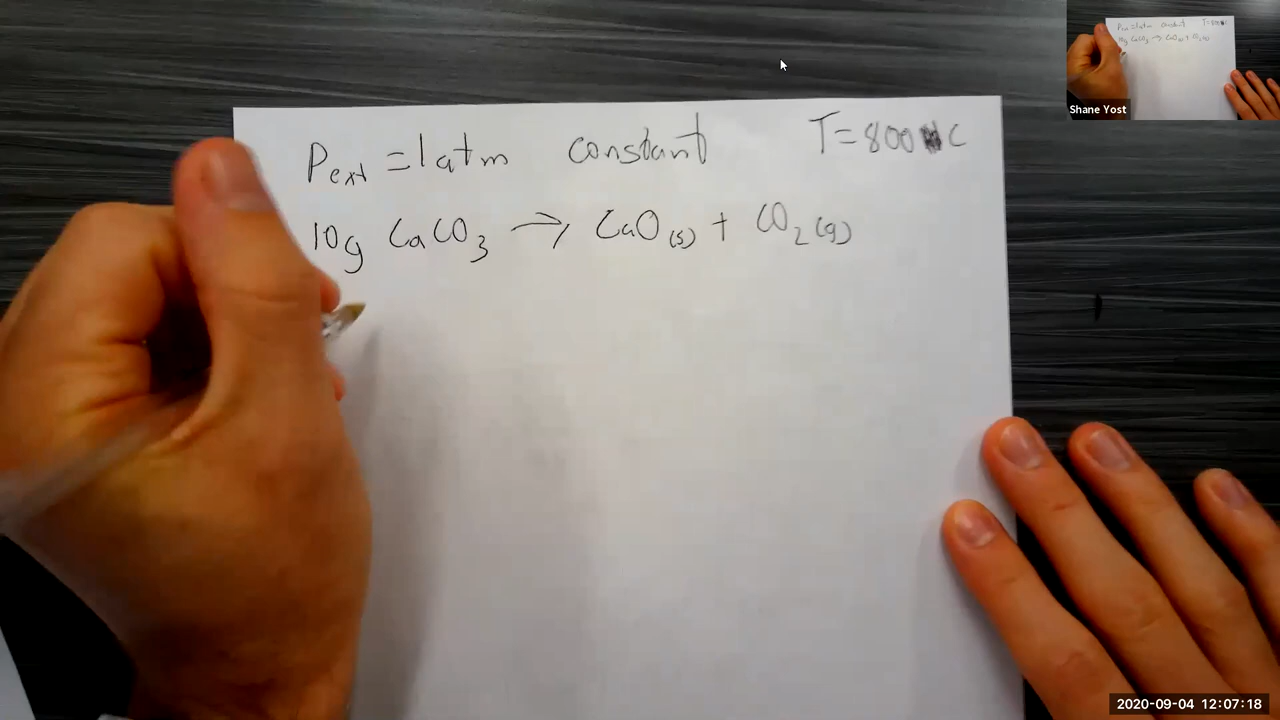 Pext = 1atm constant T=800 C
10g CaCO3 → CaO(s) + CO2(g)
Shane Yost
2020-09-04 12:07:18